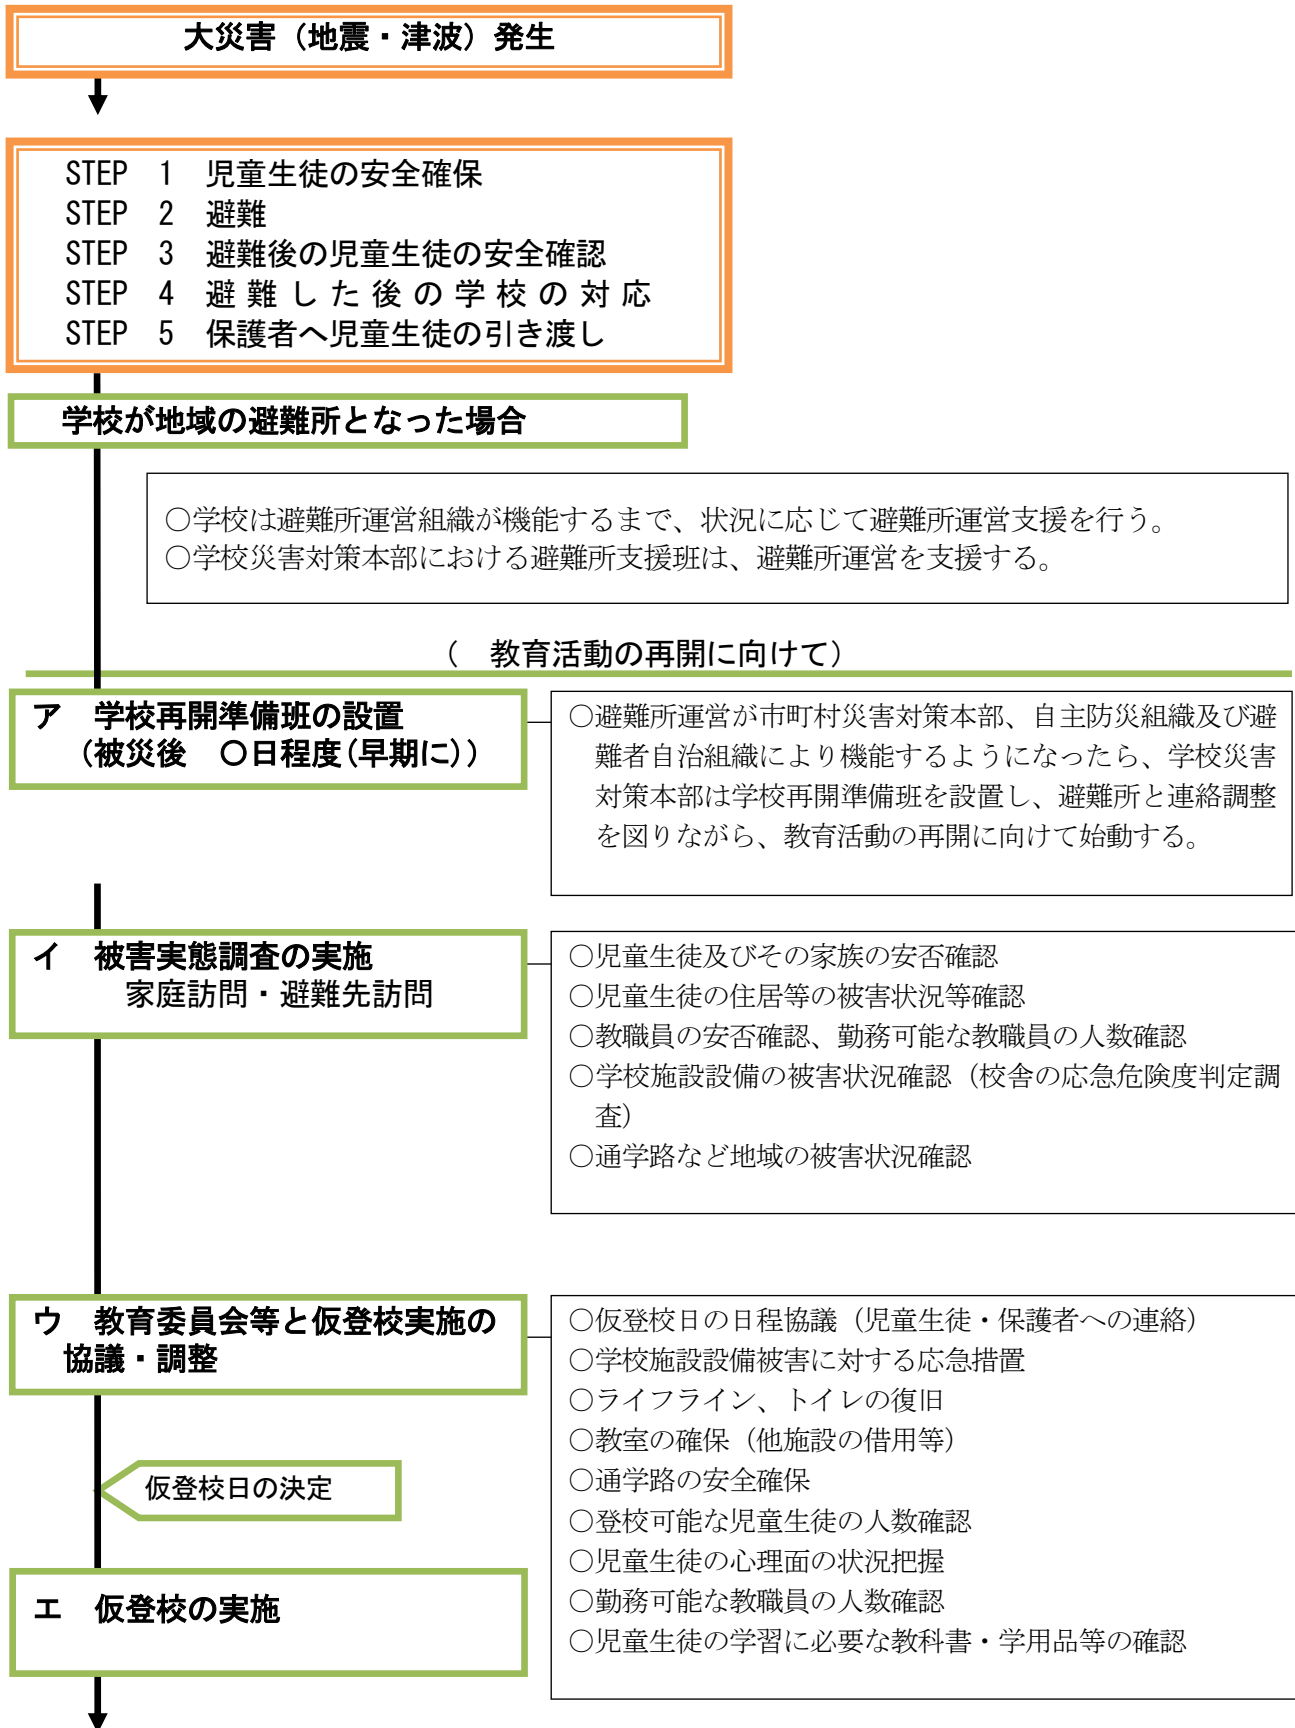 大災害（地震・津波）発生
STEP　1　児童生徒の安全確保
STEP　2　避難
STEP　3　避難後の児童生徒の安全確認
STEP　4　避難した後の学校の対応
STEP　5　保護者へ児童生徒の引き渡し
学校が地域の避難所となった場合
○学校は避難所運営組織が機能するまで、状況に応じて避難所運営支援を行う。
○学校災害対策本部における避難所支援班は、避難所運営を支援する。
（　教育活動の再開に向けて）
ア　学校再開準備班の設置
（被災後　○日程度（早期に））
○避難所運営が市町村災害対策本部、自主防災組織及び避
難者自治組織により機能するようになったら、学校災害
対策本部は学校再開準備班を設置し、避難所と連絡調整
を図りながら、教育活動の再開に向けて始動する。
イ　被害実態調査の実施
家庭訪問・避難先訪問
○児童生徒及びその家族の安否確認
○児童生徒の住居等の被害状況等確認
○教職員の安否確認、勤務可能な教職員の人数確認
○学校施設設備の被害状況確認（校舎の応急危険度判定調
査）
○通学路など地域の被害状況確認
ウ　教育委員会等と仮登校実施の
協議・調整
○仮登校日の日程協議（児童生徒・保護者への連絡）
○学校施設設備被害に対する応急措置
○ライフライン、トイレの復旧
○教室の確保（他施設の借用等）
○通学路の安全確保
○登校可能な児童生徒の人数確認
○児童生徒の心理面の状況把握
○勤務可能な教職員の人数確認
○児童生徒の学習に必要な教科書・学用品等の確認
仮登校日の決定
エ　仮登校の実施